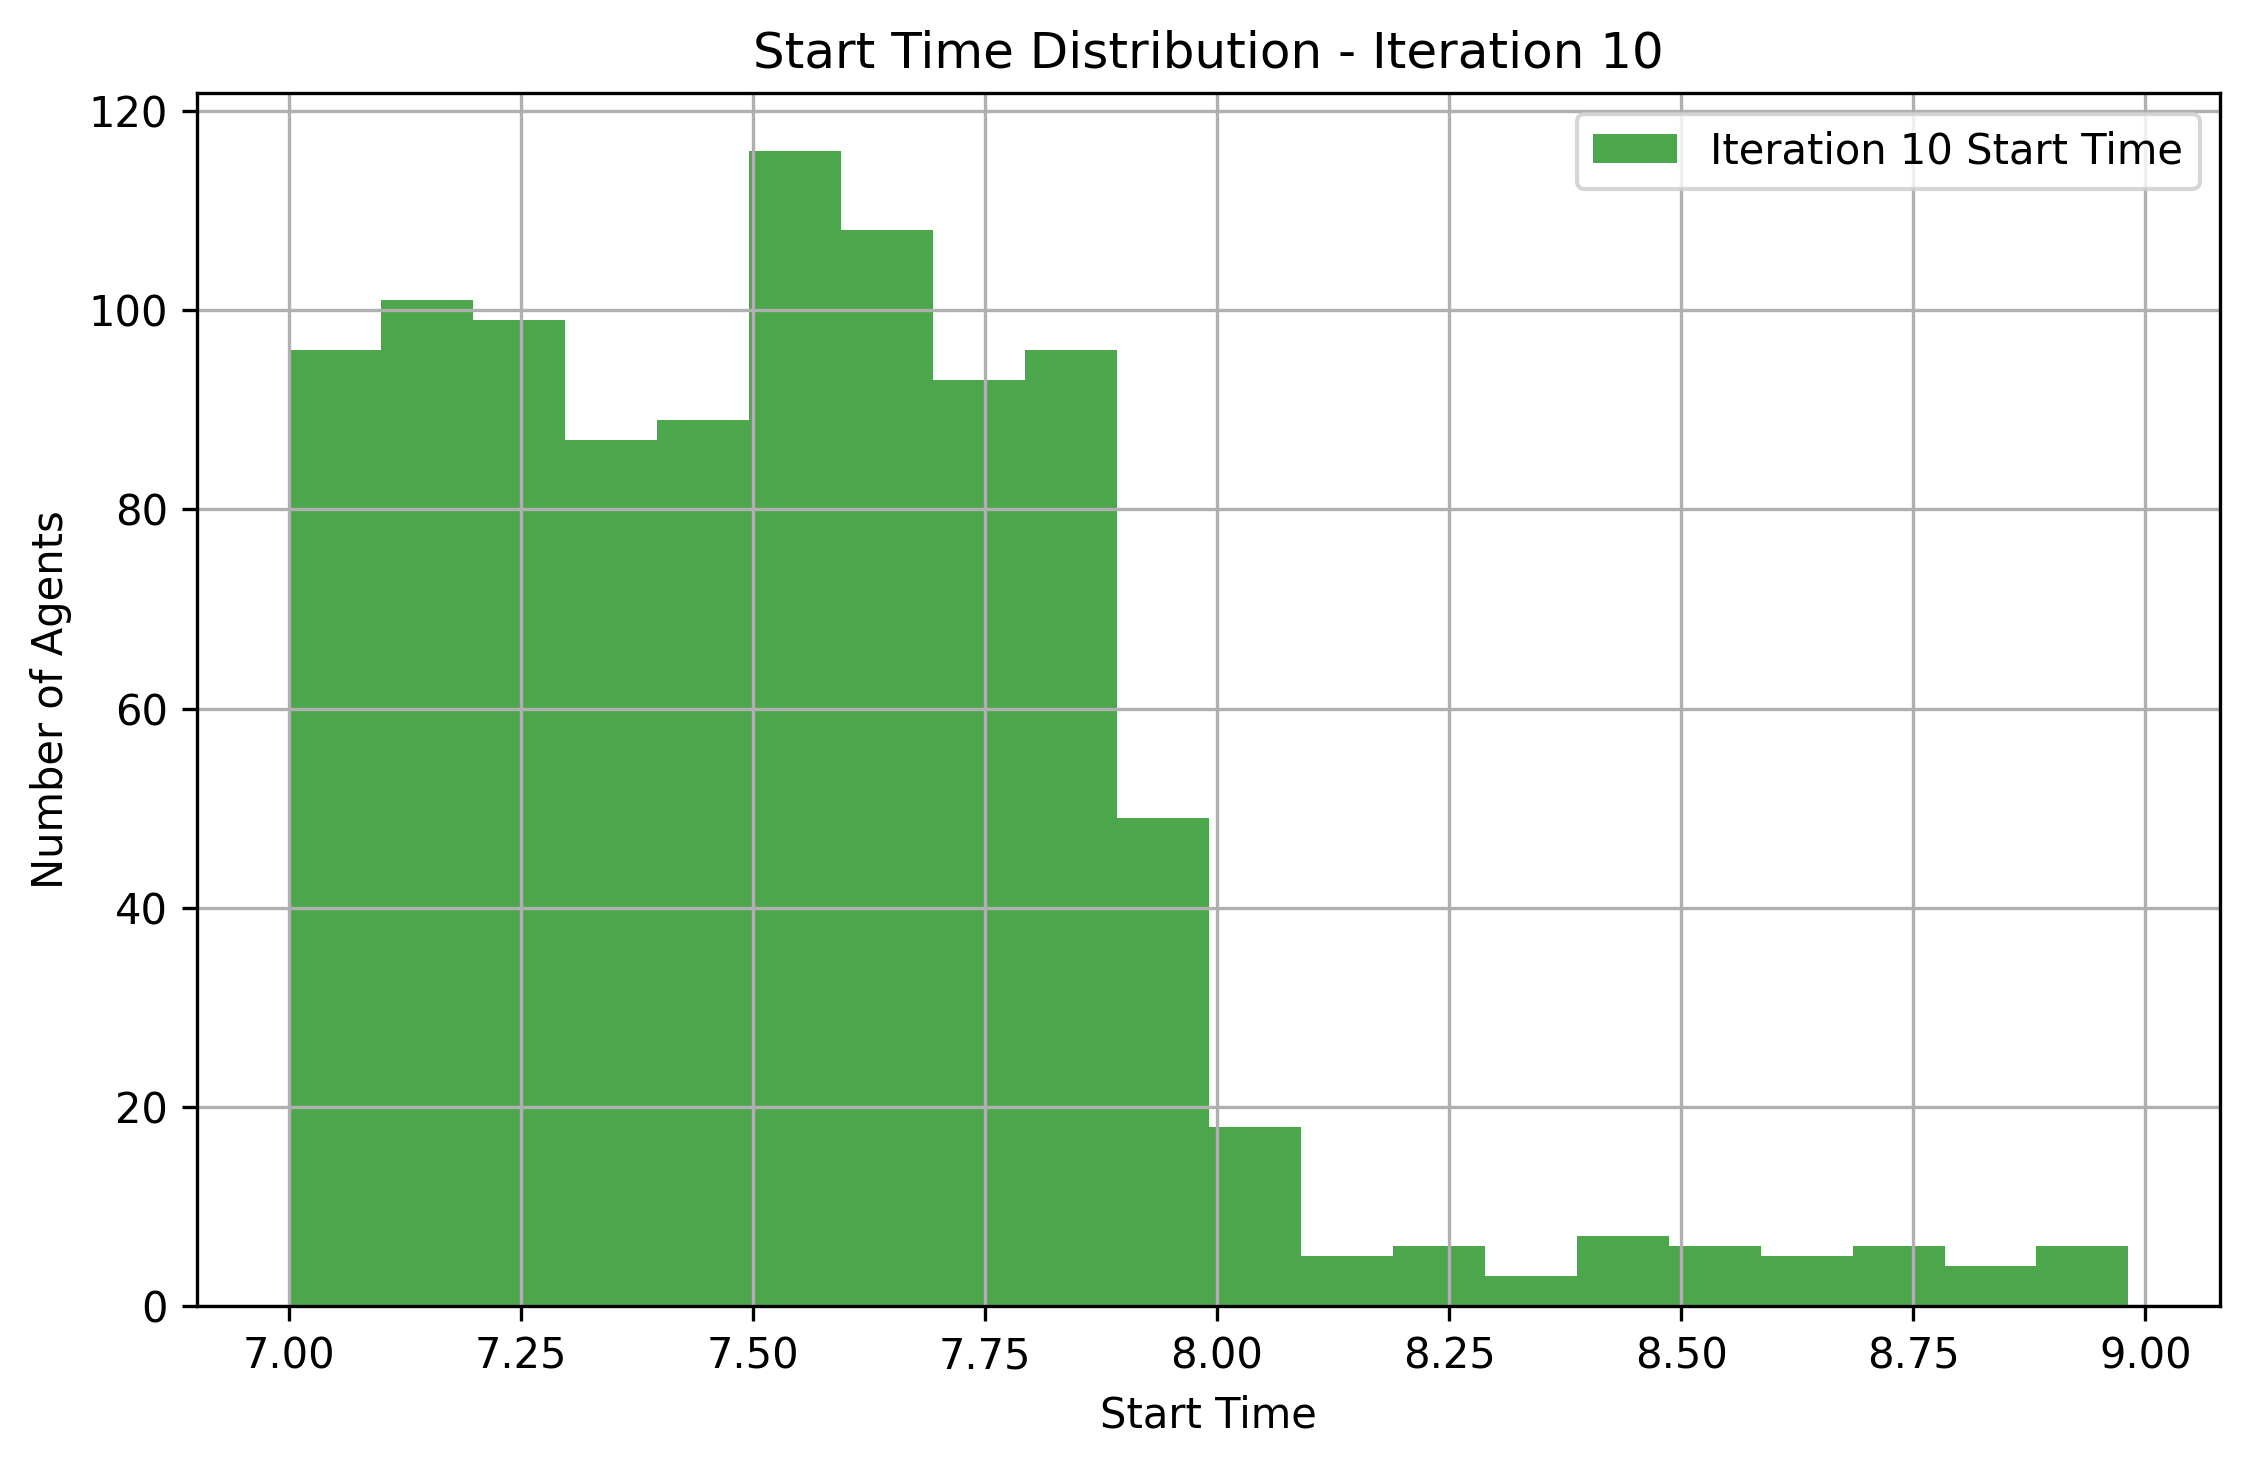 Start Time Distribution - Iteration 10
Iteration 10 Start Time
120
100
80
60
40
20
0
Number of Agents
7.00 7.25 7.50 7.75 8.00 8.25 8.50 8.75 9.00
Start Time